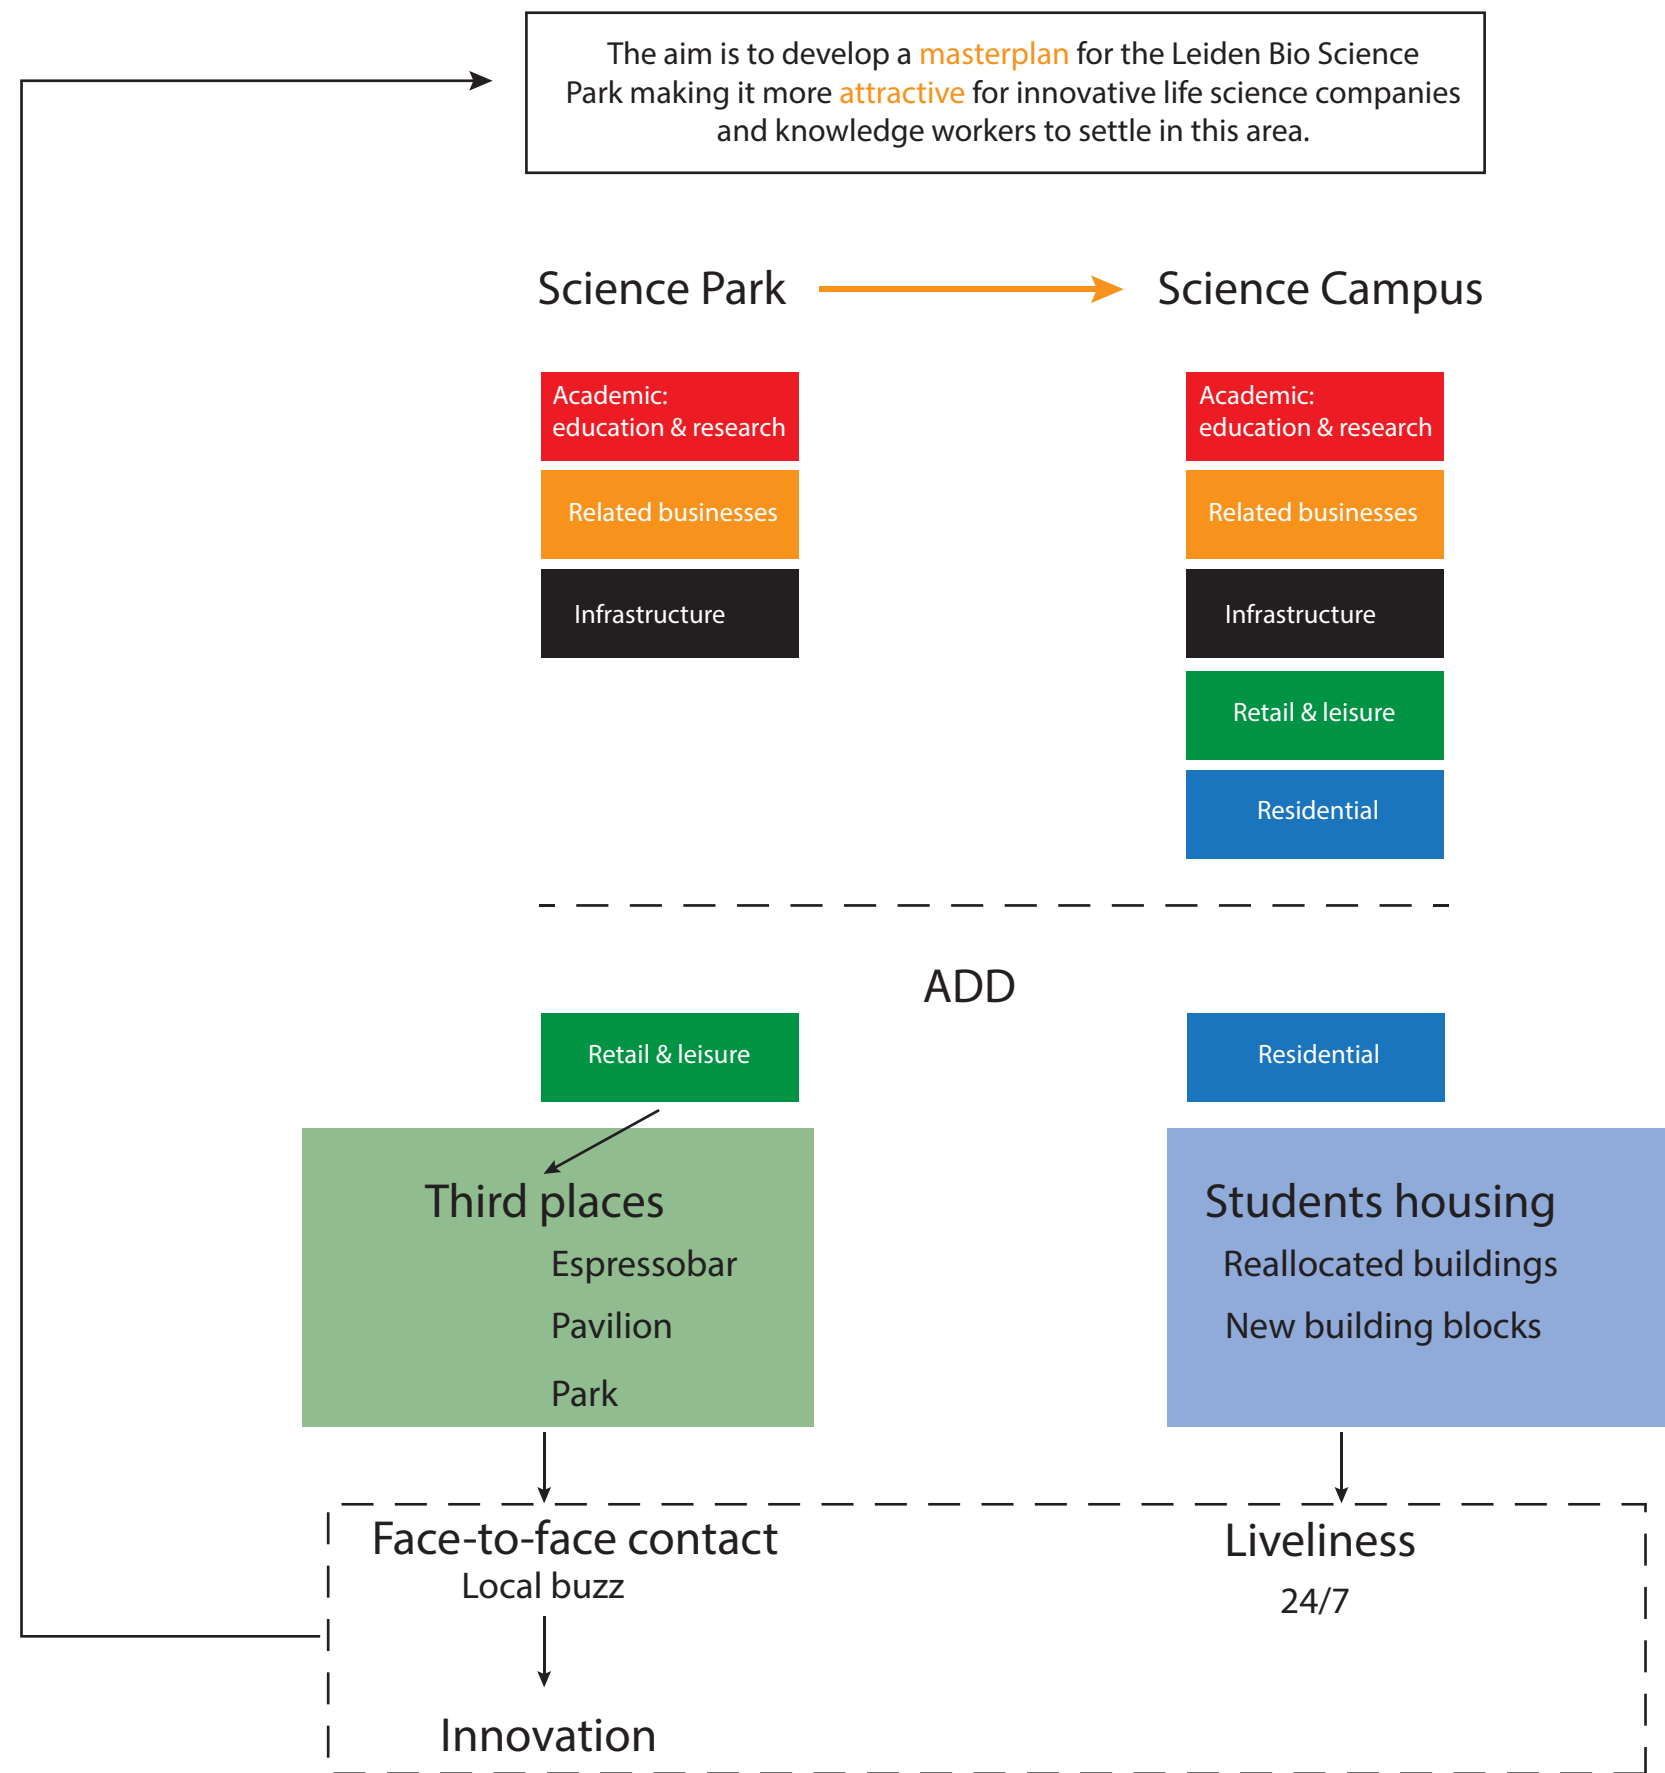 The aim is to develop a masterplan for the Leiden Bio Science
Park making it more attractive for innovative life science companies
and knowledge workers to settle in this area.
Science Park
Science Campus
Academic:
education & research
Related businesses
Infrastructure
Academic:
education & research
Related businesses
Infrastructure
Retail & leisure
Residential
ADD
Retail & leisure
Third places
Espressobar
Pavilion
Park
Face-to-face contact
Local buzz
Innovation
Residential
Students housing
Reallocated buildings
New building blocks
Liveliness
24/7